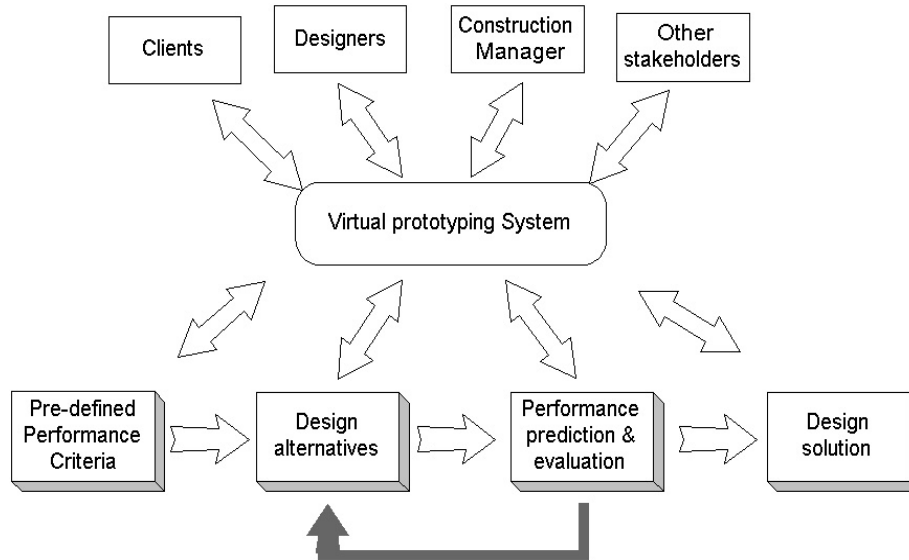 Clients
Designers
Construction
Manager
Other
stakeholders
Virtual prototyping System
Pre-defined
Performance
Criteria
Design
alternatives
Performance
prediction &
evaluation
Design
solution